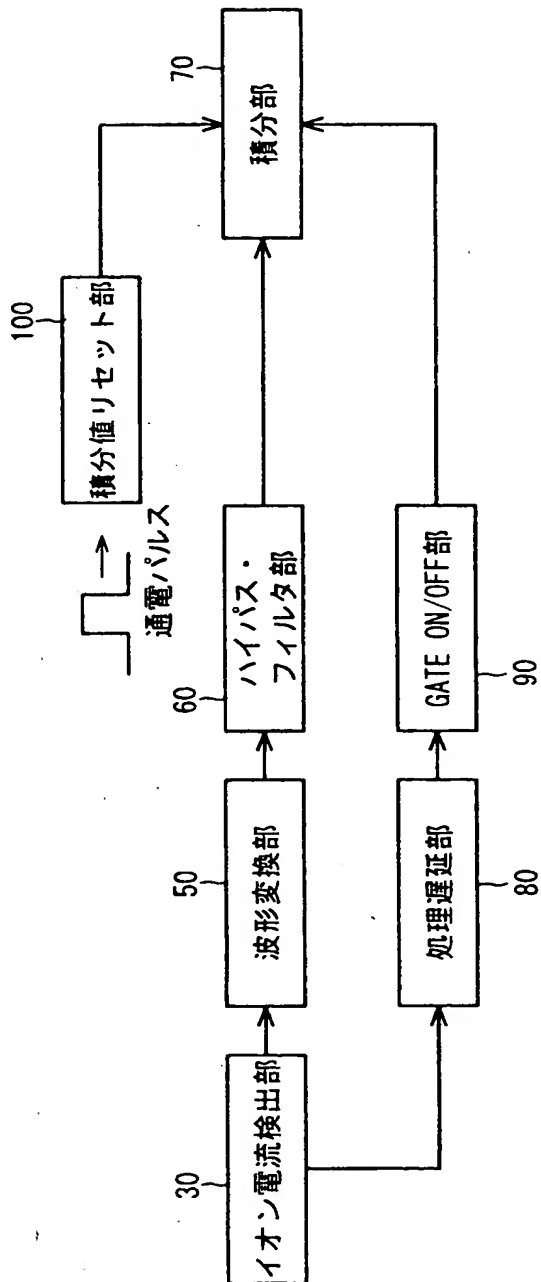 100
積分値リセット部
通電パルス
70
積分部
60
ハイパス・
フィルタ部
50
波形変換部
30
イオン電流検出部
80
処理遅延部
90
GATE ON/OFF部